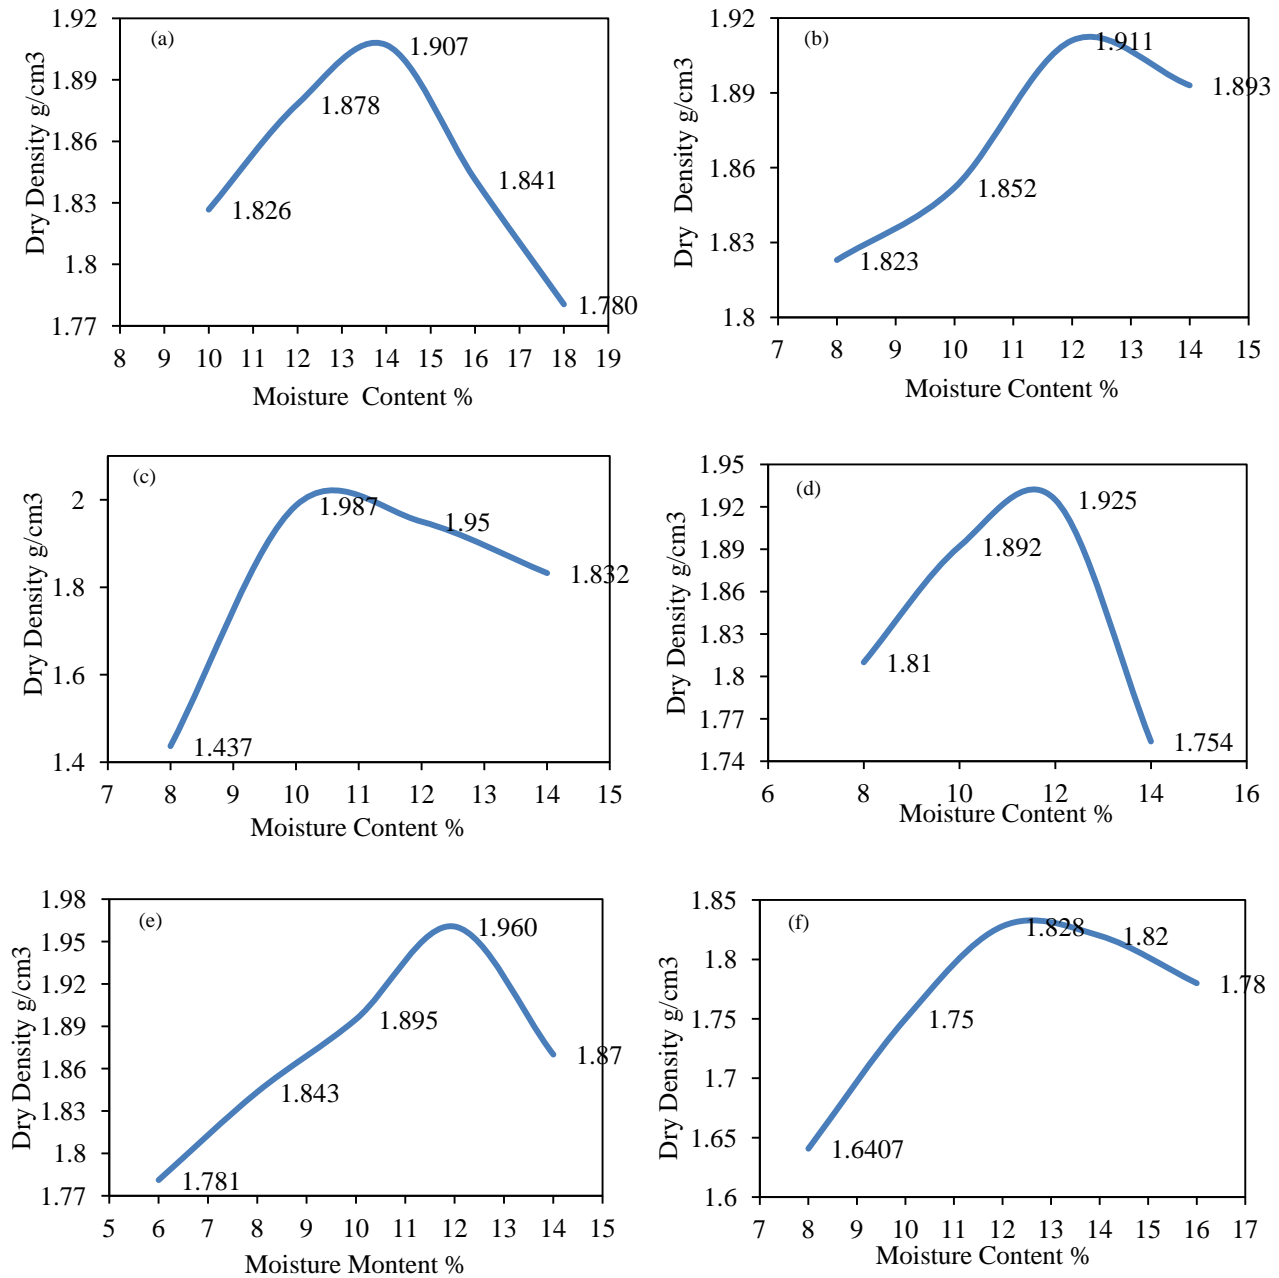 (a)
Dry Density g/cm3
1.92
1.89
1.86
1.83
1.8
1.77
1.826
1.878
1.907
1.841
1.780
8 9 10 11 12 13 14 15 16 17 18 19
Moisture Content %
(b)
Dry Density g/cm3
1.92
1.89
1.86
1.83
1.8
1.823
1.852
1.911
1.893
7 8 9 10 11 12 13 14 15
Moisture Content %
(c)
Dry Density g/cm3
2
1.8
1.6
1.4
1.437
1.987
1.95
1.832
7 8 9 10 11 12 13 14 15
Moisture Content %
(d)
Dry Density g/cm3
1.95
1.92
1.89
1.86
1.83
1.8
1.77
1.74
1.81
1.892
1.925
1.754
6 8 10 12 14 16
Moisture Content %
(e)
Dry Density g/cm3
1.98
1.95
1.92
1.89
1.86
1.83
1.8
1.77
1.781
1.843
1.895
1.960
1.87
5 6 7 8 9 10 11 12 13 14 15
Moisture Montent %
(f)
Dry Density g/cm3
1.85
1.8
1.75
1.7
1.65
1.6
1.6407
1.75
1.828
1.82
1.78
7 8 9 10 11 12 13 14 15 16 17
Moisture Content %